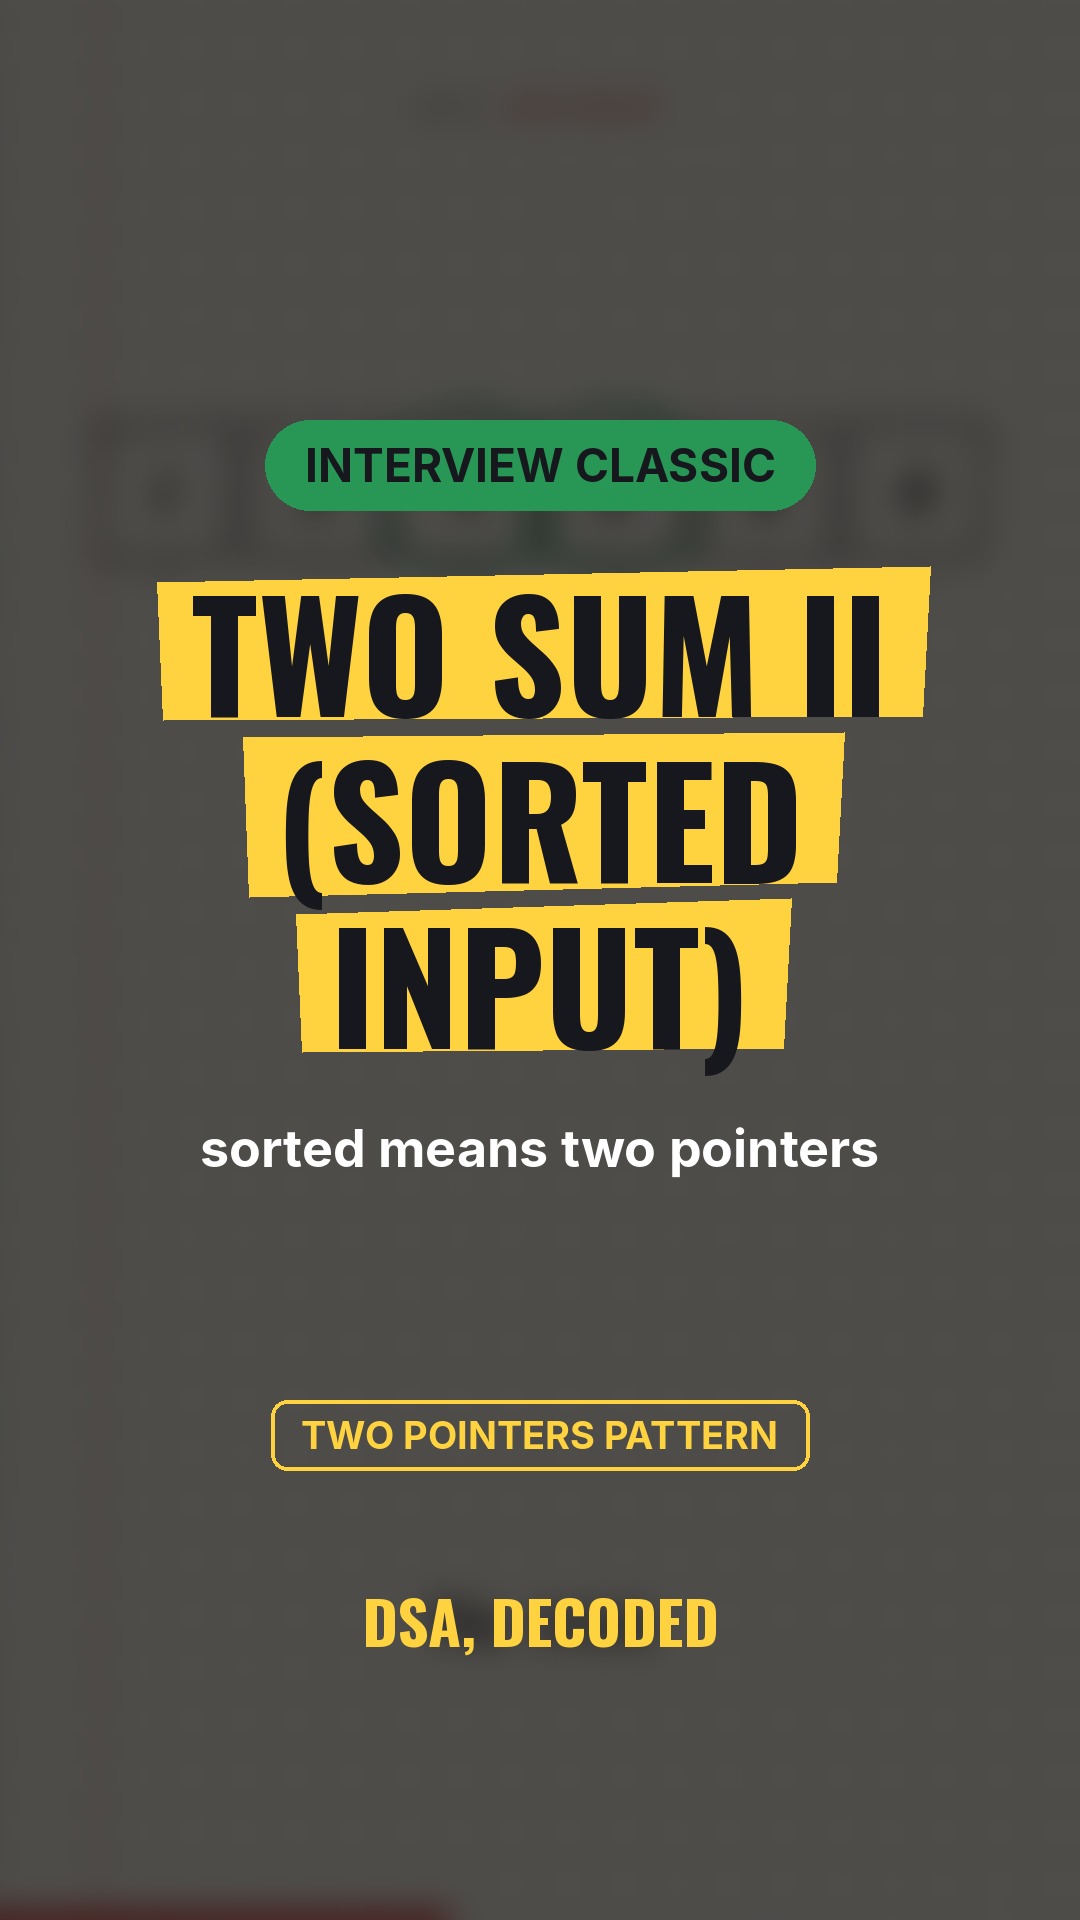 INTERVIEW CLASSIC
TWO SUM II
(SORTED
INPUT)
sorted means two pointers
TWO POINTERS PATTERN
DSA, DECODED